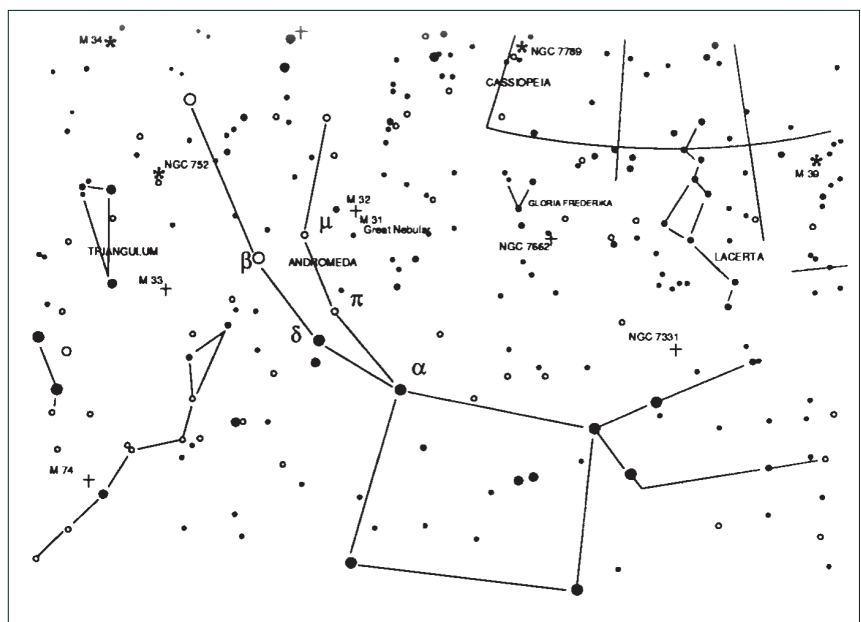 M 34
NGC 7789
CASSIOPEIA
NGC 752
M 39
M 32
M 31
Great Nebular
GLORIA FREDERIKA
μ
NGC 7662
TRIANGULUM
β
ANDROMEDA
LACERTA
M 33
π
δ
NGC 7331
α
M 74